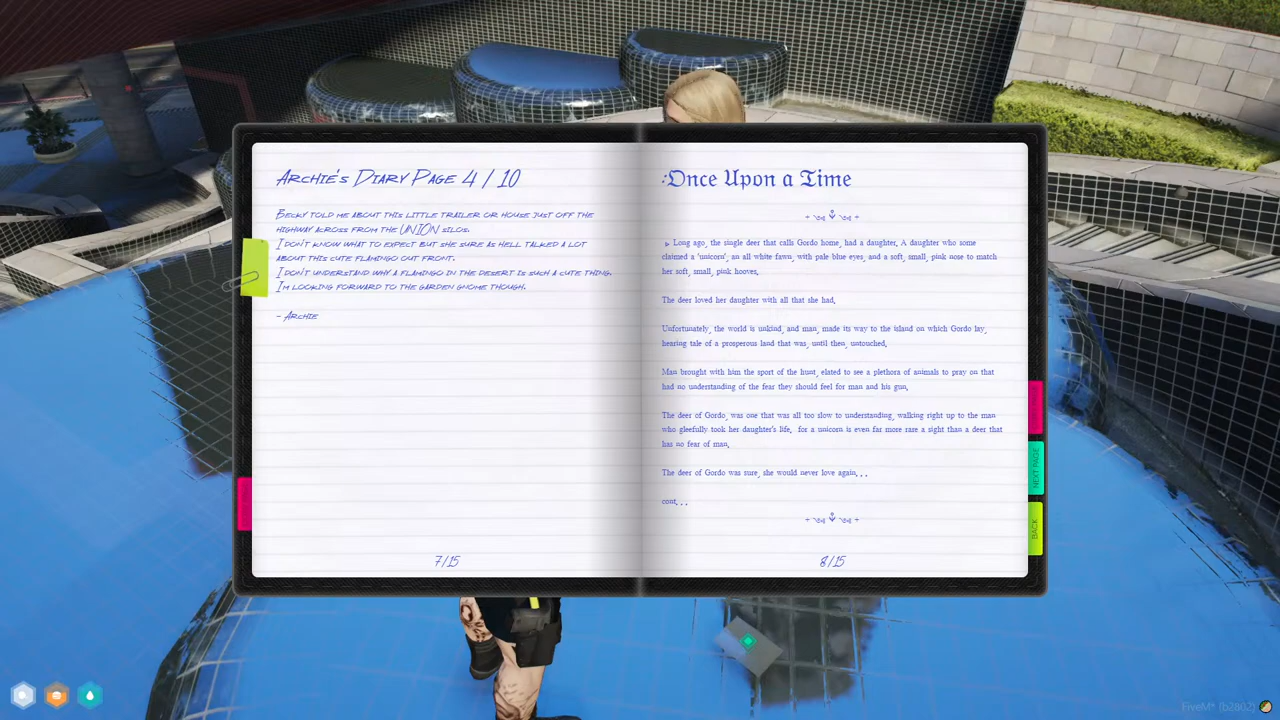 Archie's Diary Page 4 / 10
Becky told me about this little trailer or house just off the
highway across from the UNION silos.
I don't know what to expect but she sure as hell talked a lot
about this cute flamingo out front.
I don't understand why a flamingo in the desert is such a cute thing.
I'm looking forward to the garden gnome though.
- Archie
7/15
:Once Upon a Time
Long ago, the single deer that calls Gordo home, had a daughter. A daughter who some
claimed a 'unicorn', an all white fawn, with pale blue eyes, and a soft, small, pink nose to match
her soft, small, pink hooves.
The deer loved her daughter with all that she had.
Unfortunately, the world is unkind, and man, made its way to the island on which Gordo lay,
hearing tale of a prosperous land that was, until then, untouched.
Man brought with him the sport of the hunt, elated to see a plethora of animals to pray on that
had no understanding of the fear they should feel for man and his gun.
The deer of Gordo, was one that was all too slow to understanding, walking right up to the man
who gleefully took her daughter's life, for a unicorn is even far more rare a sight than a deer that
has no fear of man.
The deer of Gordo was sure, she would never love again. . .
cont. . .
8/15
NEXT PAGE
BACK
FiveM* (b2802)